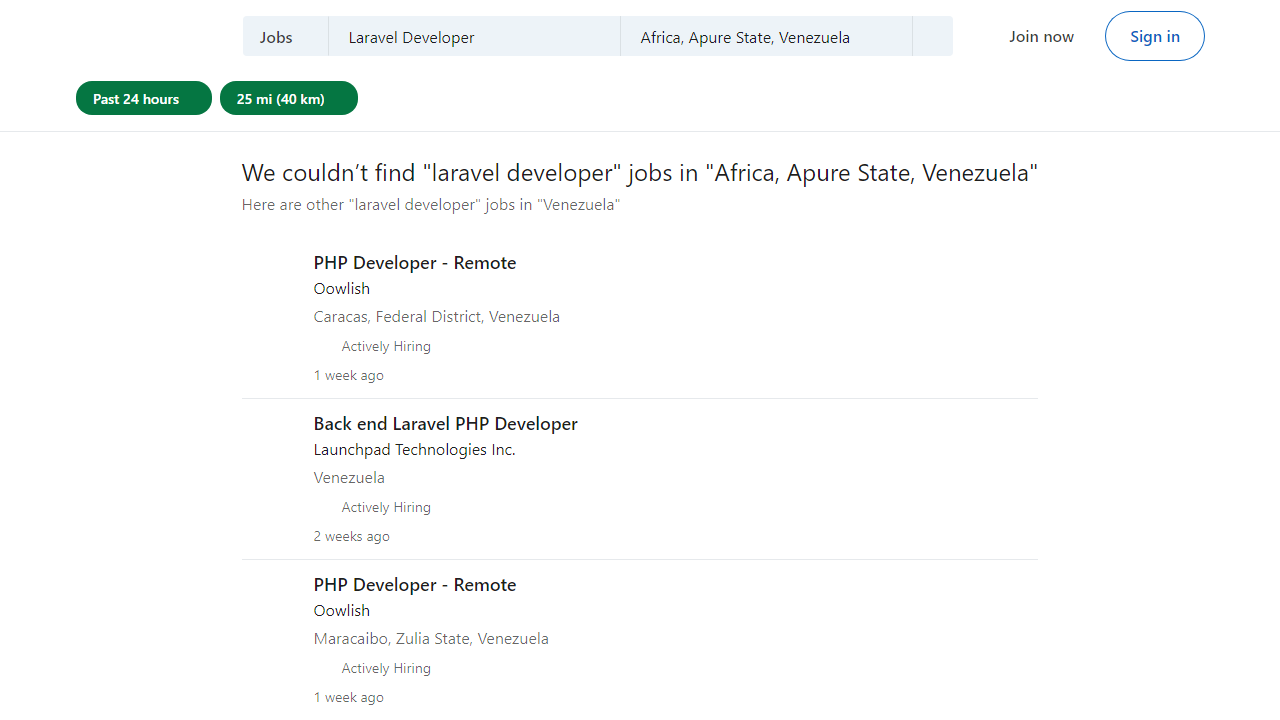 Jobs
Laravel Developer
Africa, Apure State, Venezuela
Join now
Sign in
Past 24 hours
25 mi (40 km)
We couldn’t find "laravel developer" jobs in "Africa, Apure State, Venezuela"
Here are other "laravel developer" jobs in "Venezuela"
PHP Developer - Remote
Oowlish
Caracas, Federal District, Venezuela
Actively Hiring
1 week ago
Back end Laravel PHP Developer
Launchpad Technologies Inc.
Venezuela
Actively Hiring
2 weeks ago
PHP Developer - Remote
Oowlish
Maracaibo, Zulia State, Venezuela
Actively Hiring
1 week ago